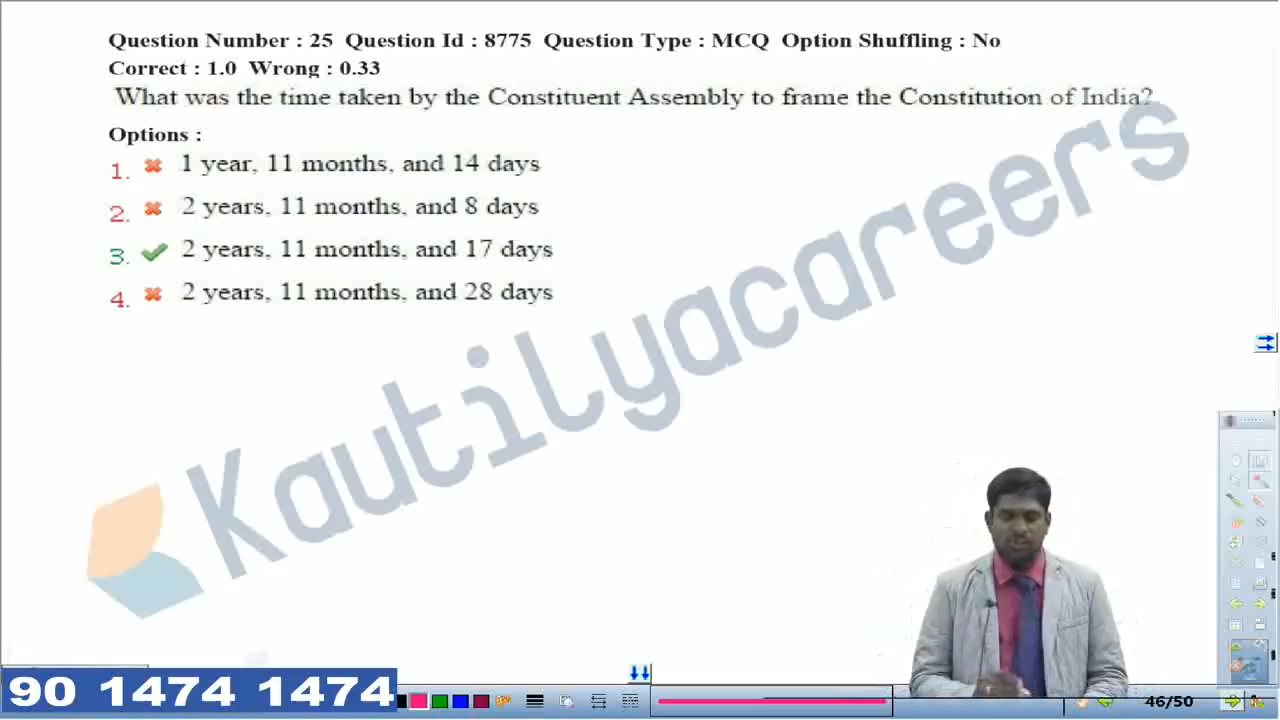 Question Number : 25 Question Id : 8775 Question Type : MCQ Option Shuffling : No
Correct : 1.0 Wrong : 0.33
What was the time taken by the Constituent Assembly to frame the Constitution of India?
Options :
1. 1 year, 11 months, and 14 days
2. 2 years, 11 months, and 8 days
3. 2 years, 11 months, and 17 days
4. 2 years, 11 months, and 28 days
Kautilyacareers
90 1474 1474
46/50